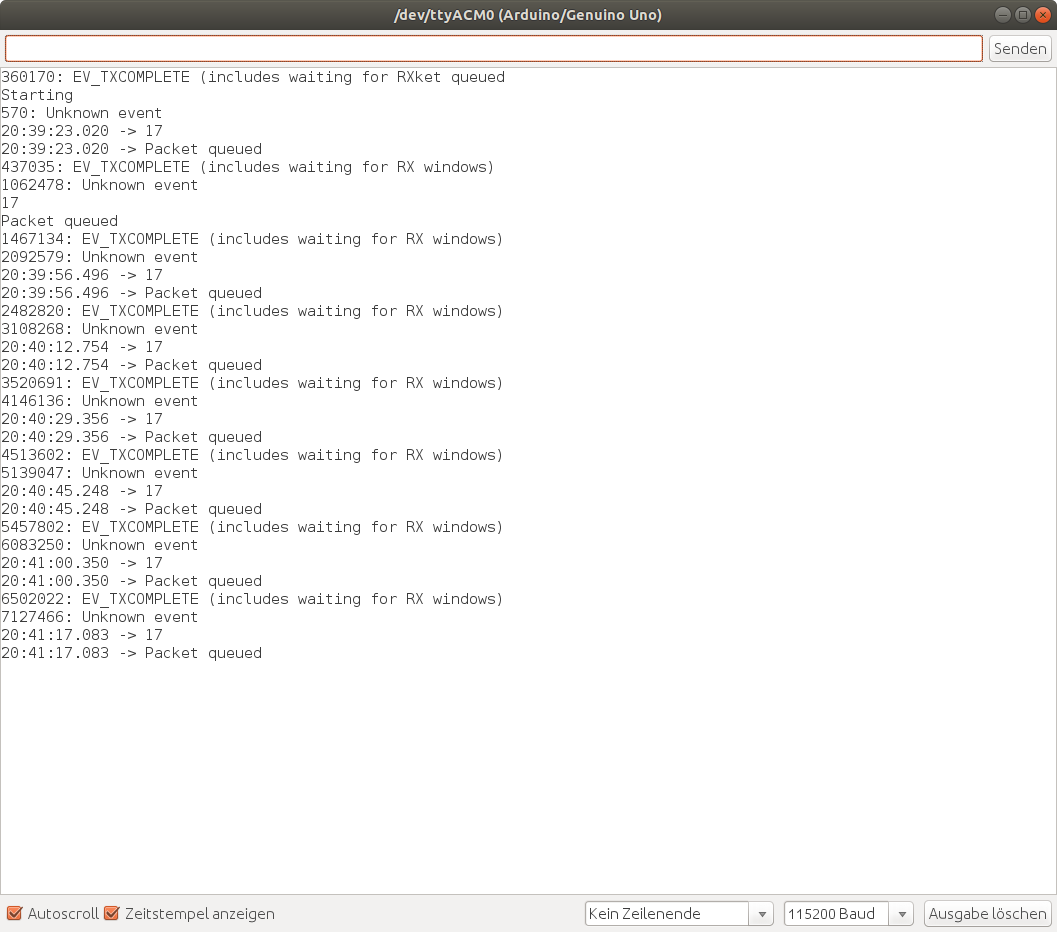 /dev/ttyACM0 (Arduino/Genuino Uno)
Senden
360170: EV_TXCOMPLETE (includes waiting for RXket queued
Starting
570: Unknown event
20:39:23.020 -> 17
20:39:23.020 -> Packet queued
437035: EV_TXCOMPLETE (includes waiting for RX windows)
1062478: Unknown event
17
Packet queued
1467134: EV_TXCOMPLETE (includes waiting for RX windows)
2092579: Unknown event
20:39:56.496 -> 17
20:39:56.496 -> Packet queued
2482820: EV_TXCOMPLETE (includes waiting for RX windows)
3108268: Unknown event
20:40:12.754 -> 17
20:40:12.754 -> Packet queued
3520691: EV_TXCOMPLETE (includes waiting for RX windows)
4146136: Unknown event
20:40:29.356 -> 17
20:40:29.356 -> Packet queued
4513602: EV_TXCOMPLETE (includes waiting for RX windows)
5139047: Unknown event
20:40:45.248 -> 17
20:40:45.248 -> Packet queued
5457802: EV_TXCOMPLETE (includes waiting for RX windows)
6083250: Unknown event
20:41:00.350 -> 17
20:41:00.350 -> Packet queued
6502022: EV_TXCOMPLETE (includes waiting for RX windows)
7127466: Unknown event
20:41:17.083 -> 17
20:41:17.083 -> Packet queued
Autoscroll Zeitstempel anzeigen Kein Zeilenende 115200 Baud Ausgabe löschen